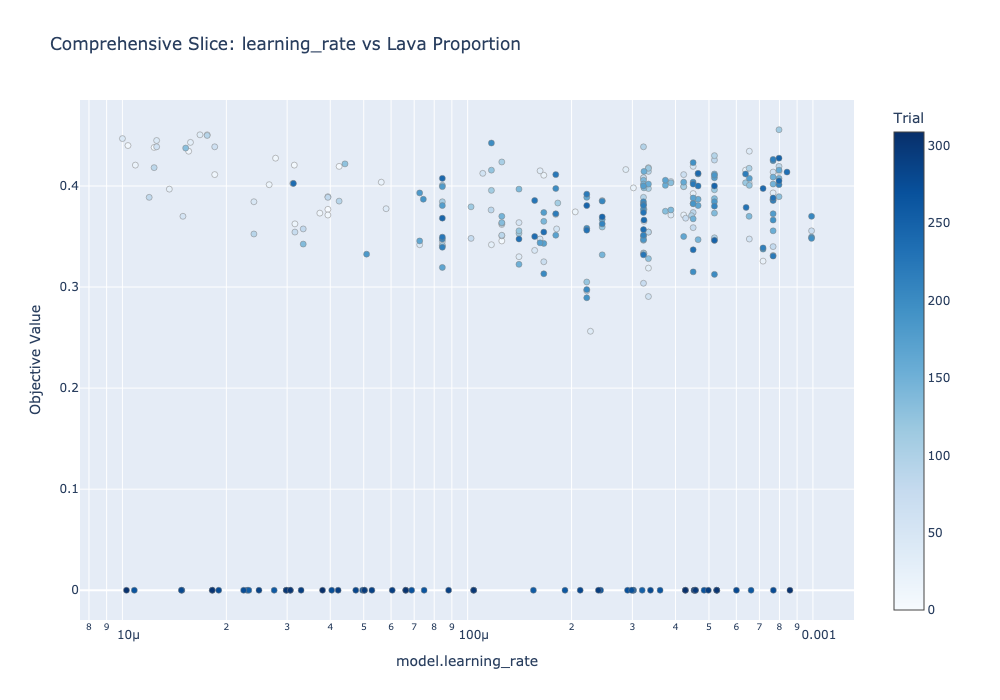 Comprehensive Slice: learning_rate vs Lava Proportion
Trial
300
250
200
150
100
50
0
Objective Value
0.4
0.3
0.2
0.1
0
8 9 2 3 4 5 6 7 8 9 2 3 4 5 6 7 8 9
10μ 100μ 0.001
model.learning_rate